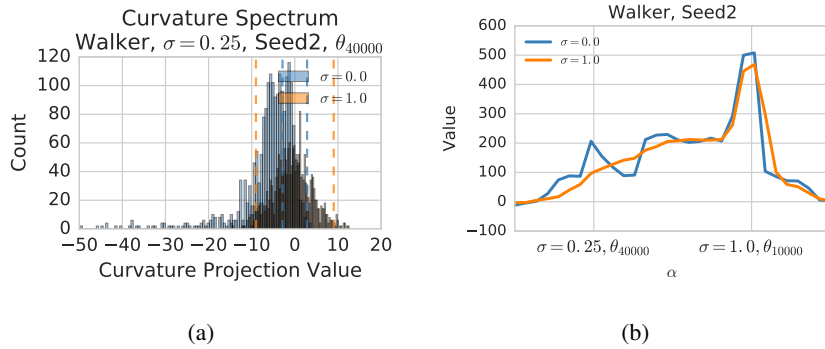 Curvature Spectrum
Walker, σ = 0.25, Seed2, θ40000
σ = 0.0
σ = 1.0
Count
120
100
80
60
40
20
0
−50 −40 −30 −20 −10 0 10 20
Curvature Projection Value
(a)
Walker, Seed2
σ = 0.0
σ = 1.0
Value
600
500
400
300
200
100
0
−100
σ = 0.25, θ40000 σ = 1.0, θ10000
α
(b)